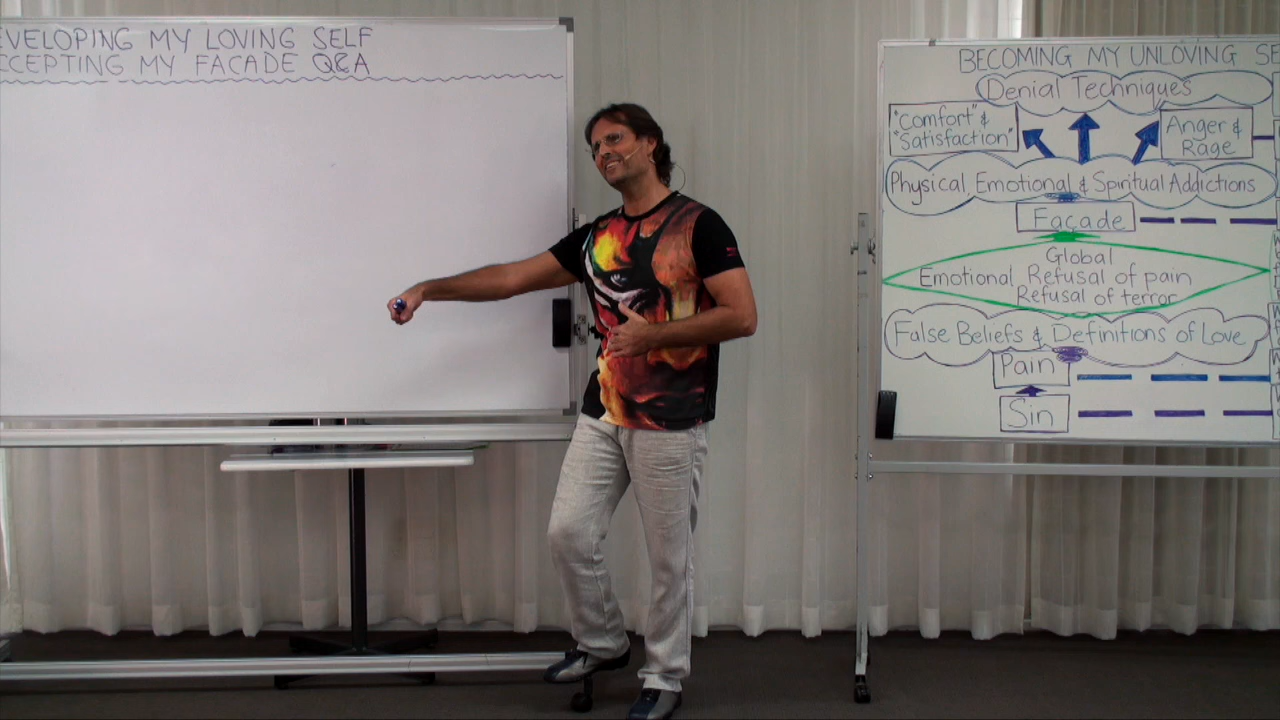 EVELOPING MY LOVING SELF
CCEPTING MY FACADE Q&A
BECOMING MY UNLOVING SE
Denial Techniques
"Comfort" &
"Satisfaction"
Anger &
Rage
Physical, Emotional & Spiritual Addictions
Façade
Global
Emotional Refusal of pain
Refusal of terror
False Beliefs & Definitions of Love
Pain
Sin